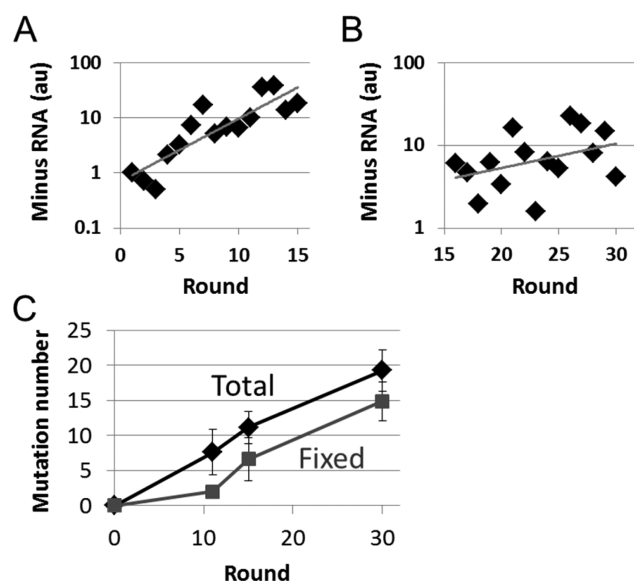 A
Minus RNA (au)
100
10
1
0.1
0 5 10 15
Round
B
Minus RNA (au)
100
10
1
15 20 25 30
Round
C
Mutation number
25
20
15
10
5
0
Total
Fixed
0 10 20 30
Round